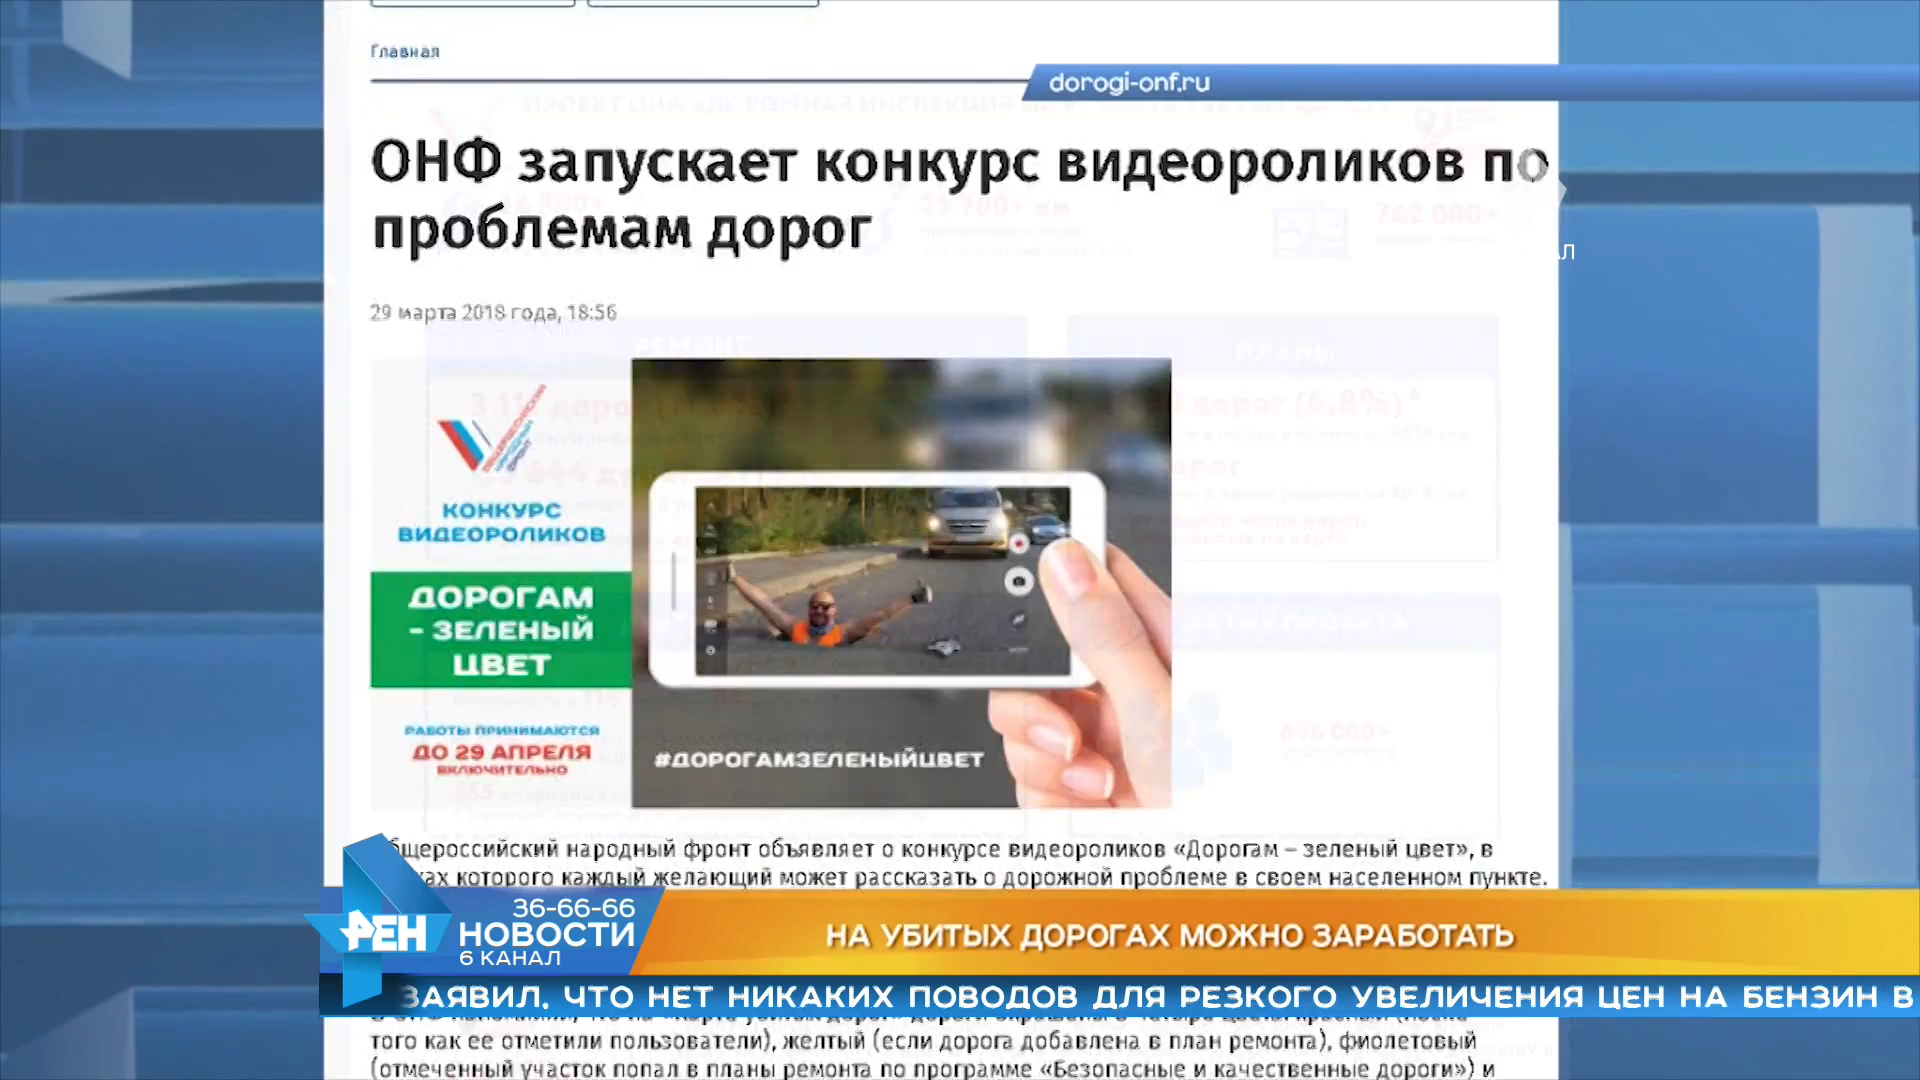 Главная
dorogi-onf.ru
ОНФ запускает конкурс видеороликов по
проблемам дорог
29 марта 2018 года, 18:56
КОНКУРС
ВИДЕОРОЛИКОВ
ДОРОГАМ
- ЗЕЛЕНЫЙ
ЦВЕТ
РАБОТЫ ПРИНИМАЮТСЯ
ДО 29 АПРЕЛЯ
ВКЛЮЧИТЕЛЬНО
#ДОРОГАМЗЕЛЕНЫЙЦВЕТ
бщероссийский народный фронт объявляет о конкурсе видеороликов «Дорогам – зеленый цвет», в
ках которого каждый желающий может рассказать о дорожной проблеме в своем населенном пункте.
36-66-66
РЕН НОВОСТИ
6 КАНАЛ
НА УБИТЫХ ДОРОГАХ МОЖНО ЗАРАБОТАТЬ
ЗАЯВИЛ, ЧТО НЕТ НИКАКИХ ПОВОДОВ ДЛЯ РЕЗКОГО УВЕЛИЧЕНИЯ ЦЕН НА БЕНЗИН В
того как ее отметили пользователи), желтый (если дорога добавлена в план ремонта), фиолетовый
(отмеченный участок попал в планы ремонта по программе «Безопасные и качественные дороги») и